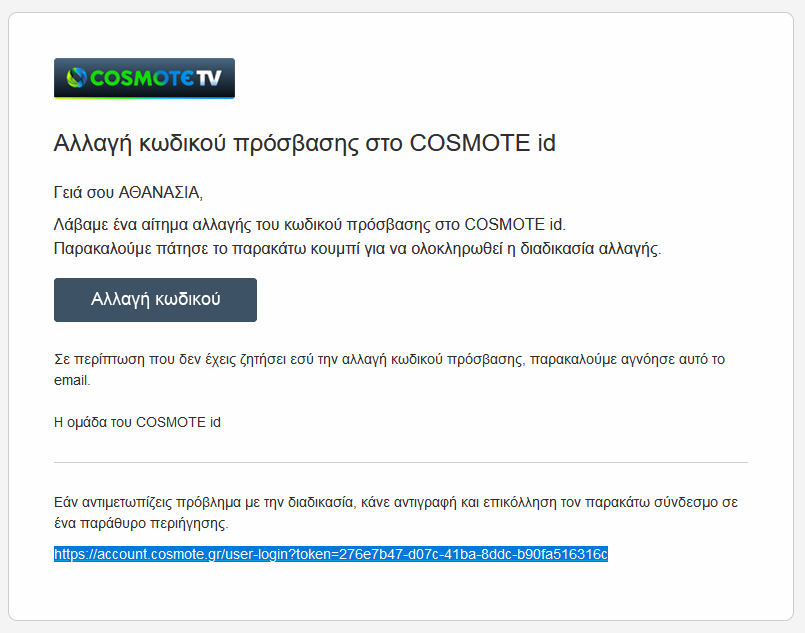 COSMOTE TV
Αλλαγή κωδικού πρόσβασης στο COSMOTE id
Γειά σου ΑΘΑΝΑΣΙΑ,
Λάβαμε ένα αίτημα αλλαγής του κωδικού πρόσβασης στο COSMOTE id.
Παρακαλούμε πάτησε το παρακάτω κουμπί για να ολοκληρωθεί η διαδικασία αλλαγής.
Αλλαγή κωδικού
Σε περίπτωση που δεν έχεις ζητήσει εσύ την αλλαγή κωδικού πρόσβασης, παρακαλούμε αγνόησε αυτό το
email.
Η ομάδα του COSMOTE id
Εάν αντιμετωπίζεις πρόβλημα με την διαδικασία, κάνε αντιγραφή και επικόλληση τον παρακάτω σύνδεσμο σε
ένα παράθυρο περιήγησης.
https://account.cosmote.gr/user-login?token=276e7b47-d07c-41ba-8ddc-b90fa516316c